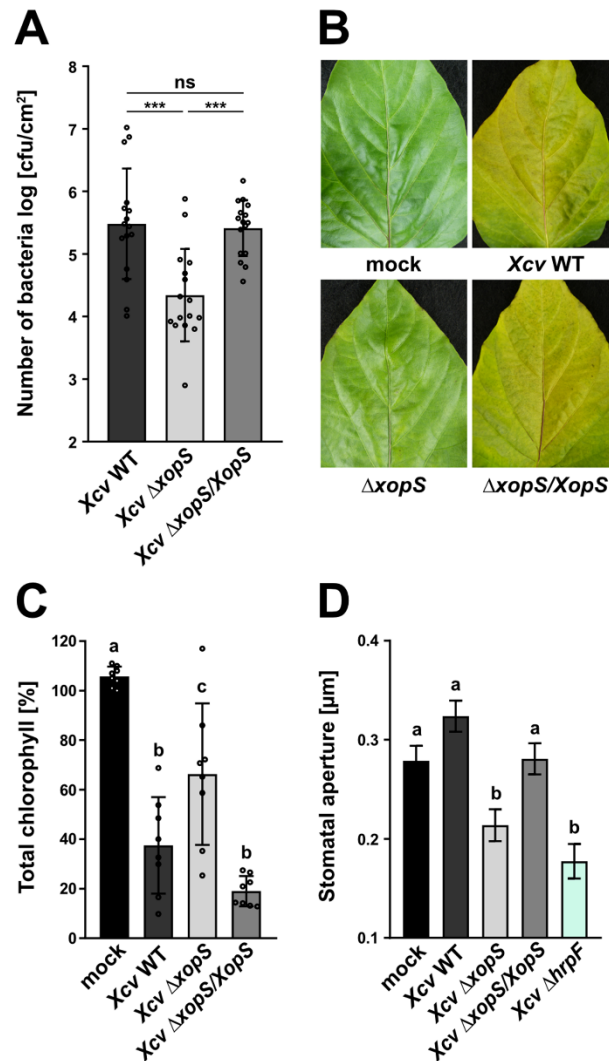 A
Number of bacteria log [cfu/cm²]
8
7
6
5
4
3
2
ns
***
***
Xcv WT
Xcv ΔxopS
Xcv ΔxopS/XopS
B
mock
Xcv WT
ΔxopS
ΔxopS/XopS
C
Total chlorophyll [%]
120
100
80
60
40
20
0
a
b
c
b
mock
Xcv WT
Xcv ΔxopS
Xcv ΔxopS/XopS
D
Stomatal aperture [µm]
0.4
0.3
0.2
0.1
a
a
b
a
b
mock
Xcv WT
Xcv ΔxopS
Xcv ΔxopS/XopS
Xcv ΔhrpF